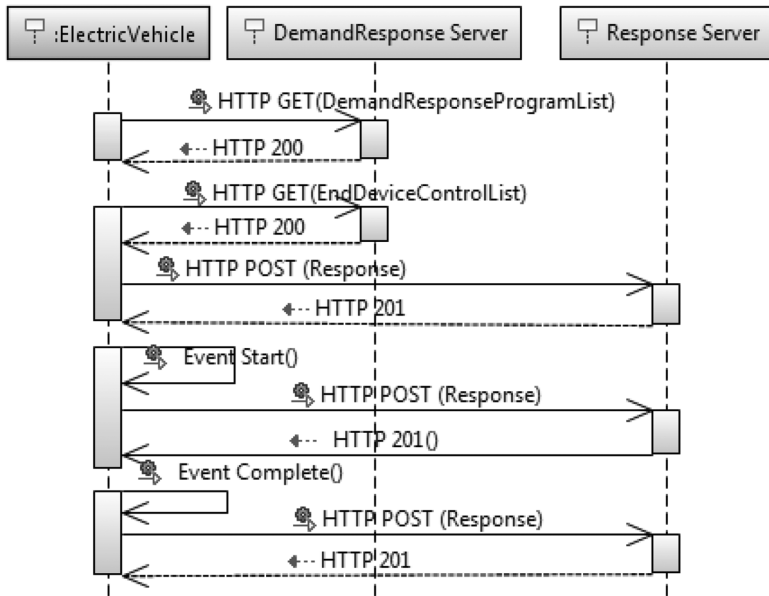 :ElectricVehicle
DemandResponse Server
Response Server
HTTP GET(DemandResponseProgramList)
HTTP 200
HTTP GET(EndDeviceControlList)
HTTP 200
HTTP POST (Response)
HTTP 201
Event Start()
HTTP POST (Response)
HTTP 201()
Event Complete()
HTTP POST (Response)
HTTP 201